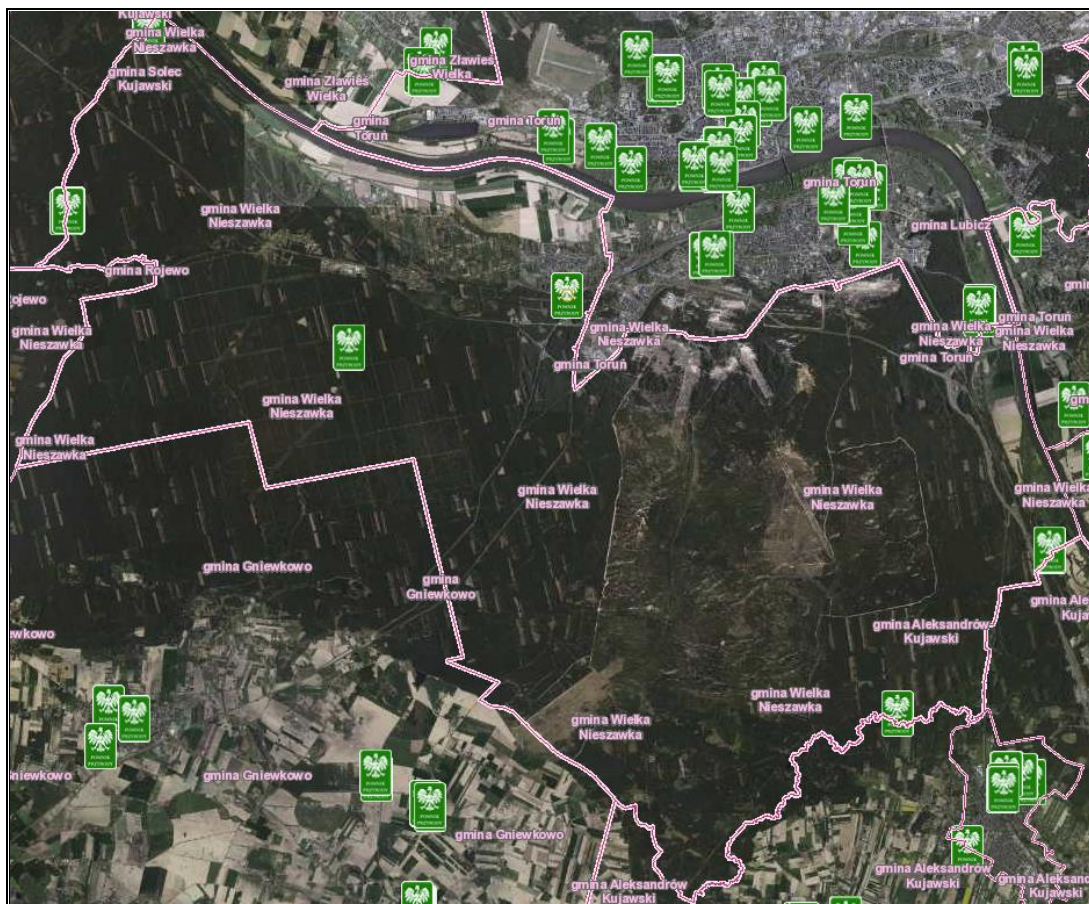 Kujawski
gmina Wielka
Nieszawka
gmina Solec
Kujawski
gmina Zławieś
Wielka
gmina Zławieś
Wielka
gmina
Toruń
gmina Toruń
gmina Wielka
Nieszawka
gmina Toruń
gmina Lubicz
gmina Rojewo
ojewo
gmina Wielka
Nieszawka
gmina Wielka
Nieszawka
gmina Toruń
gmina Wielka
Nieszawka
gmina Toruń
gmina Wielka
Nieszawka
gmina Toruń
gmina Wielka
Nieszawka
gmina Wielka
Nieszawka
gmina Wielka
Nieszawka
gmina Wielka
Nieszawka
gmina Wielka
Nieszawka
gmina Gniewkowo
gmina
Gniewkowo
gmina Aleksandrów
Kujawski
ewkowo
gmina Wielka
Nieszawka
gmina Wielka
Nieszawka
Gniewkowo
gmina Gniewkowo
gmina Gniewkowo
gmina Aleksandrów
Kujawski
gmina Aleksandrów
Kujawski
POMNIK
PRZYRODY